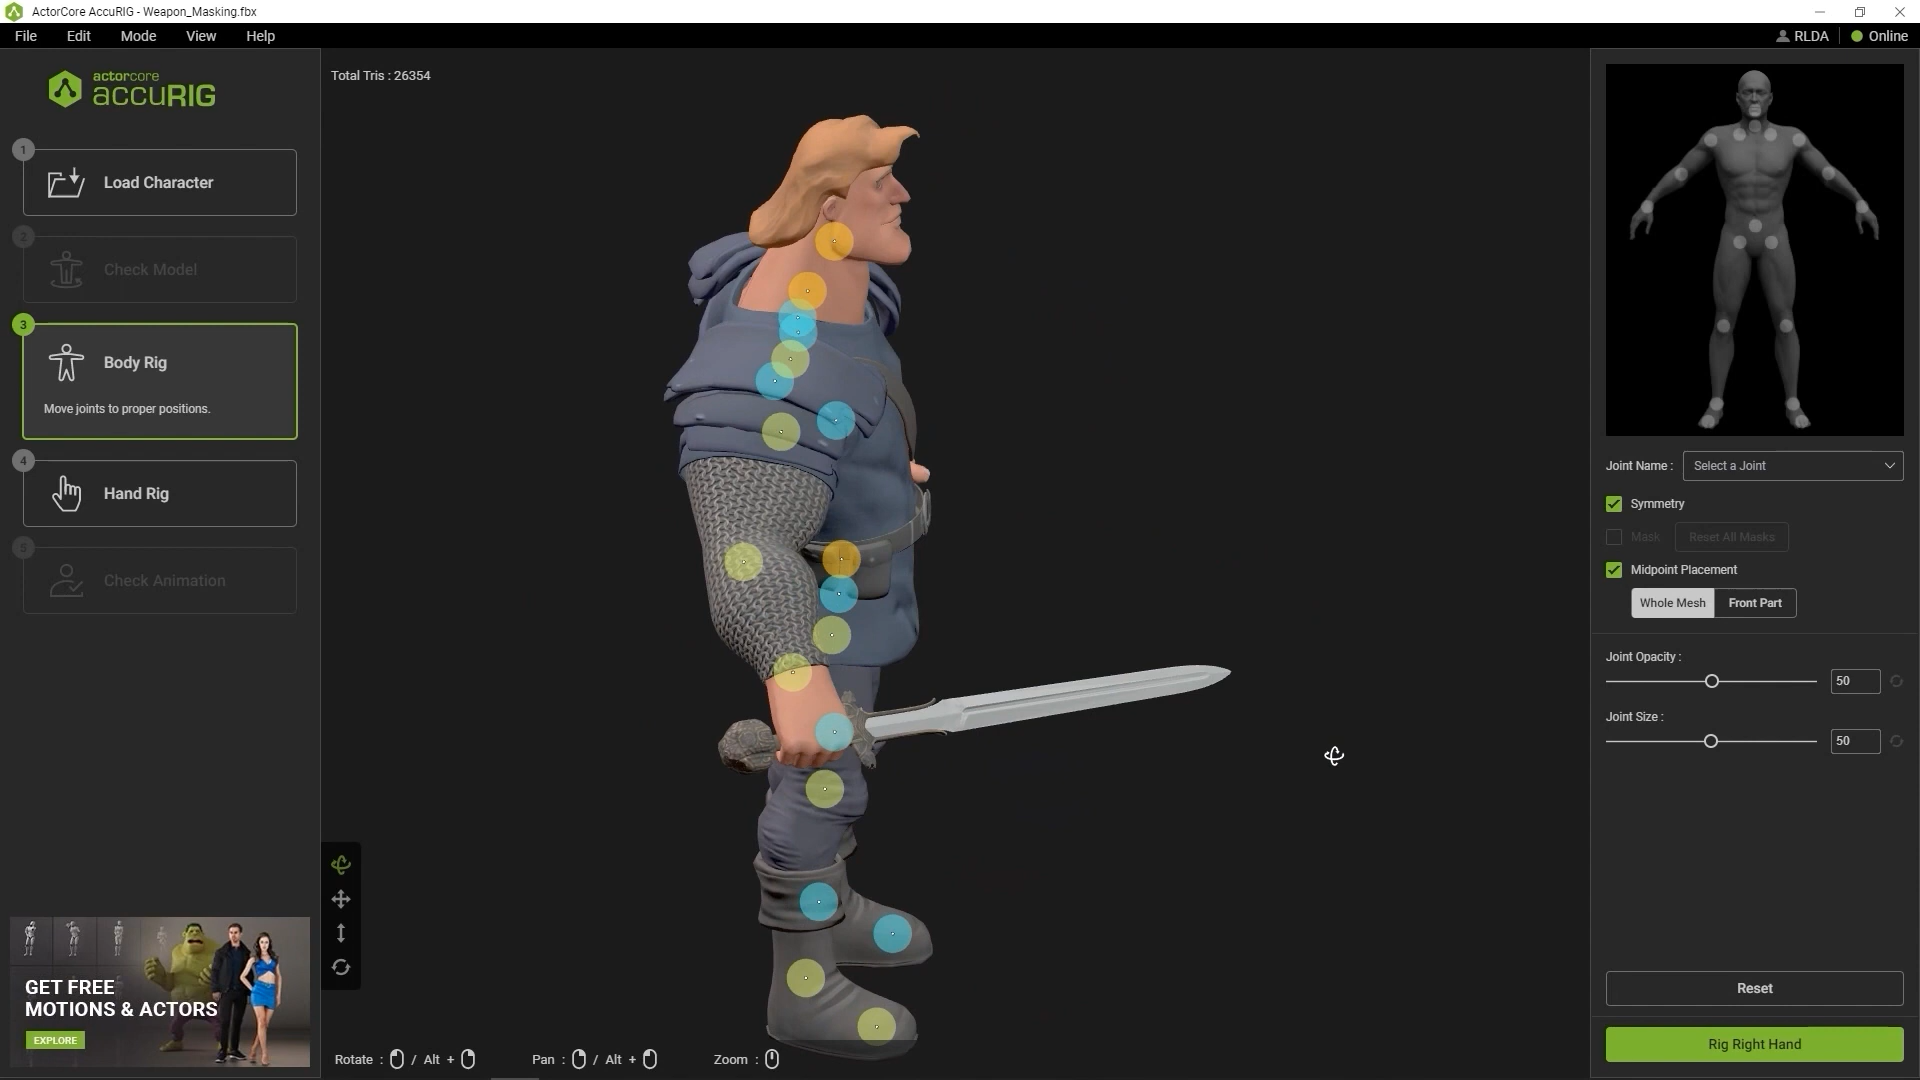 ActorCore AccuRIG - Weapon_Masking.fbx
File Edit Mode View Help
RLDA Online
actorcore
accuRIG
Total Tris : 26354
1
Load Character
2
Check Model
3
Body Rig
Move joints to proper positions.
4
Hand Rig
5
Check Animation
GET FREE
MOTIONS & ACTORS
EXPLORE
Rotate : / Alt + Pan : / Alt + Zoom :
Joint Name : Select a Joint
Symmetry
Mask Reset All Masks
Midpoint Placement
Whole Mesh Front Part
Joint Opacity :
50
Joint Size :
50
Reset
Rig Right Hand